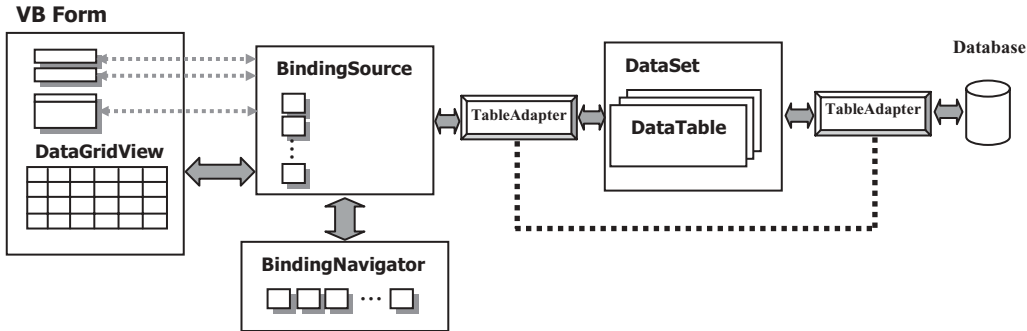 VB Form
BindingSource
DataSet
Database
TableAdapter
TableAdapter
DataTable
DataGridView
BindingNavigator